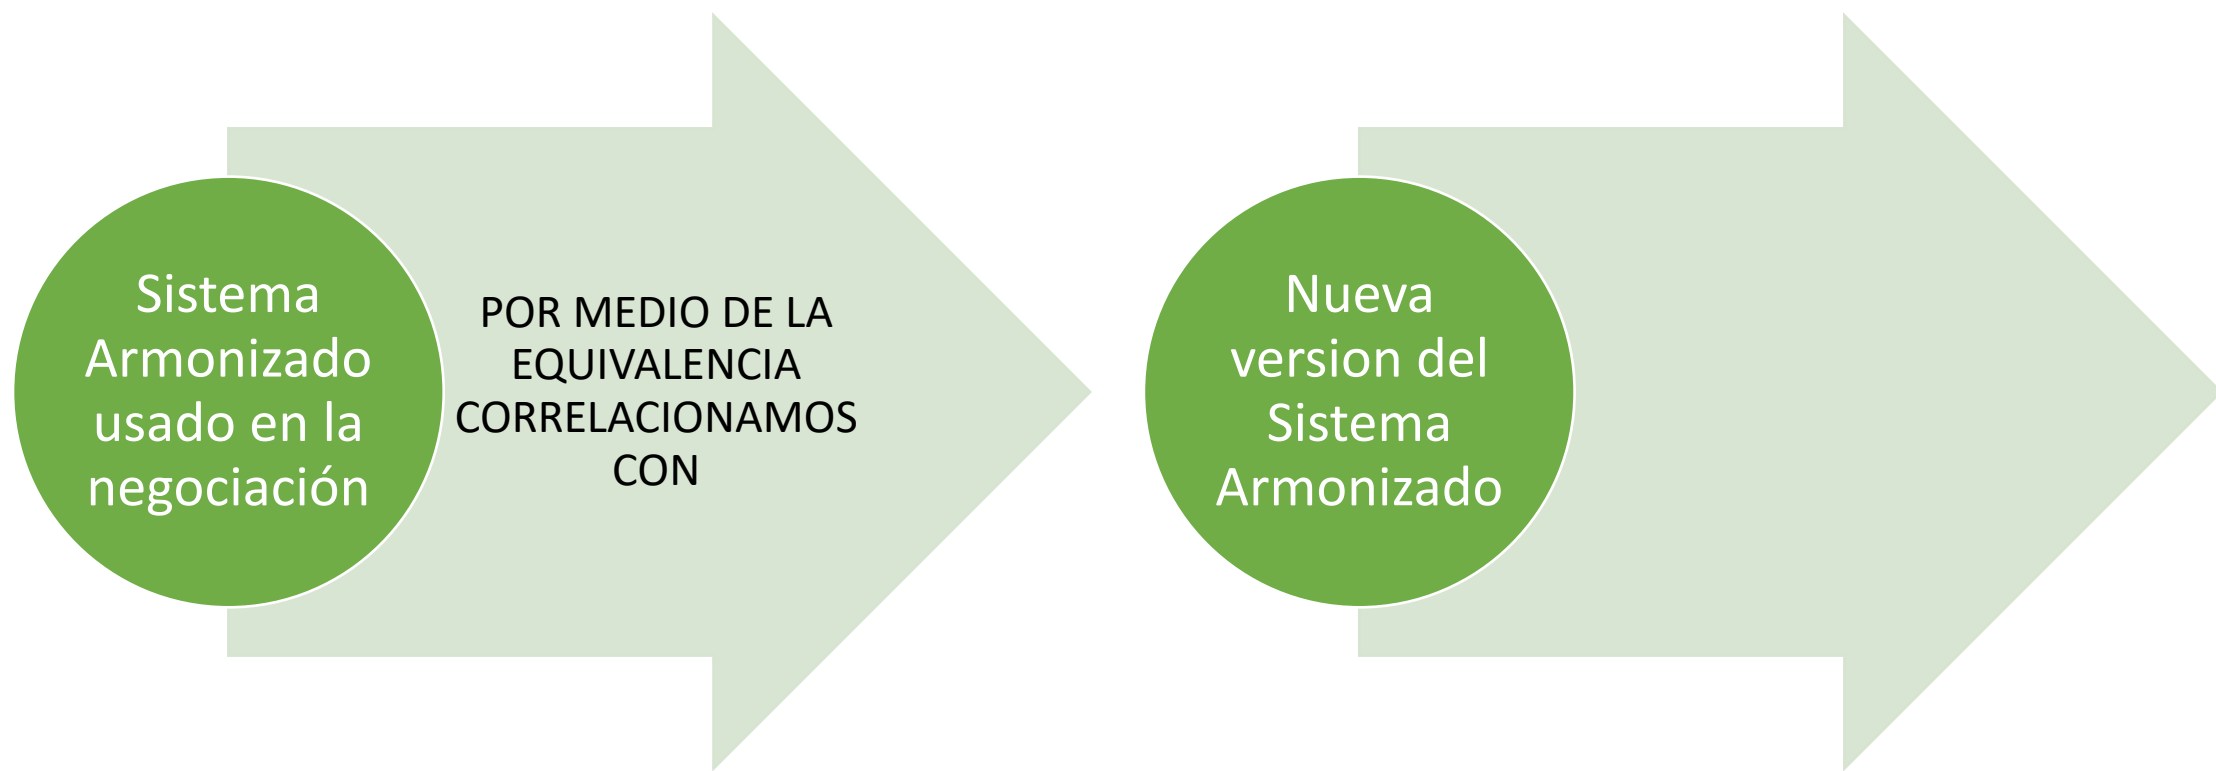 Sistema
Armonizado
usado en la
negociación
POR MEDIO DE LA
EQUIVALENCIA
CORRELACIONAMOS
CON
Nueva
version del
Sistema
Armonizado